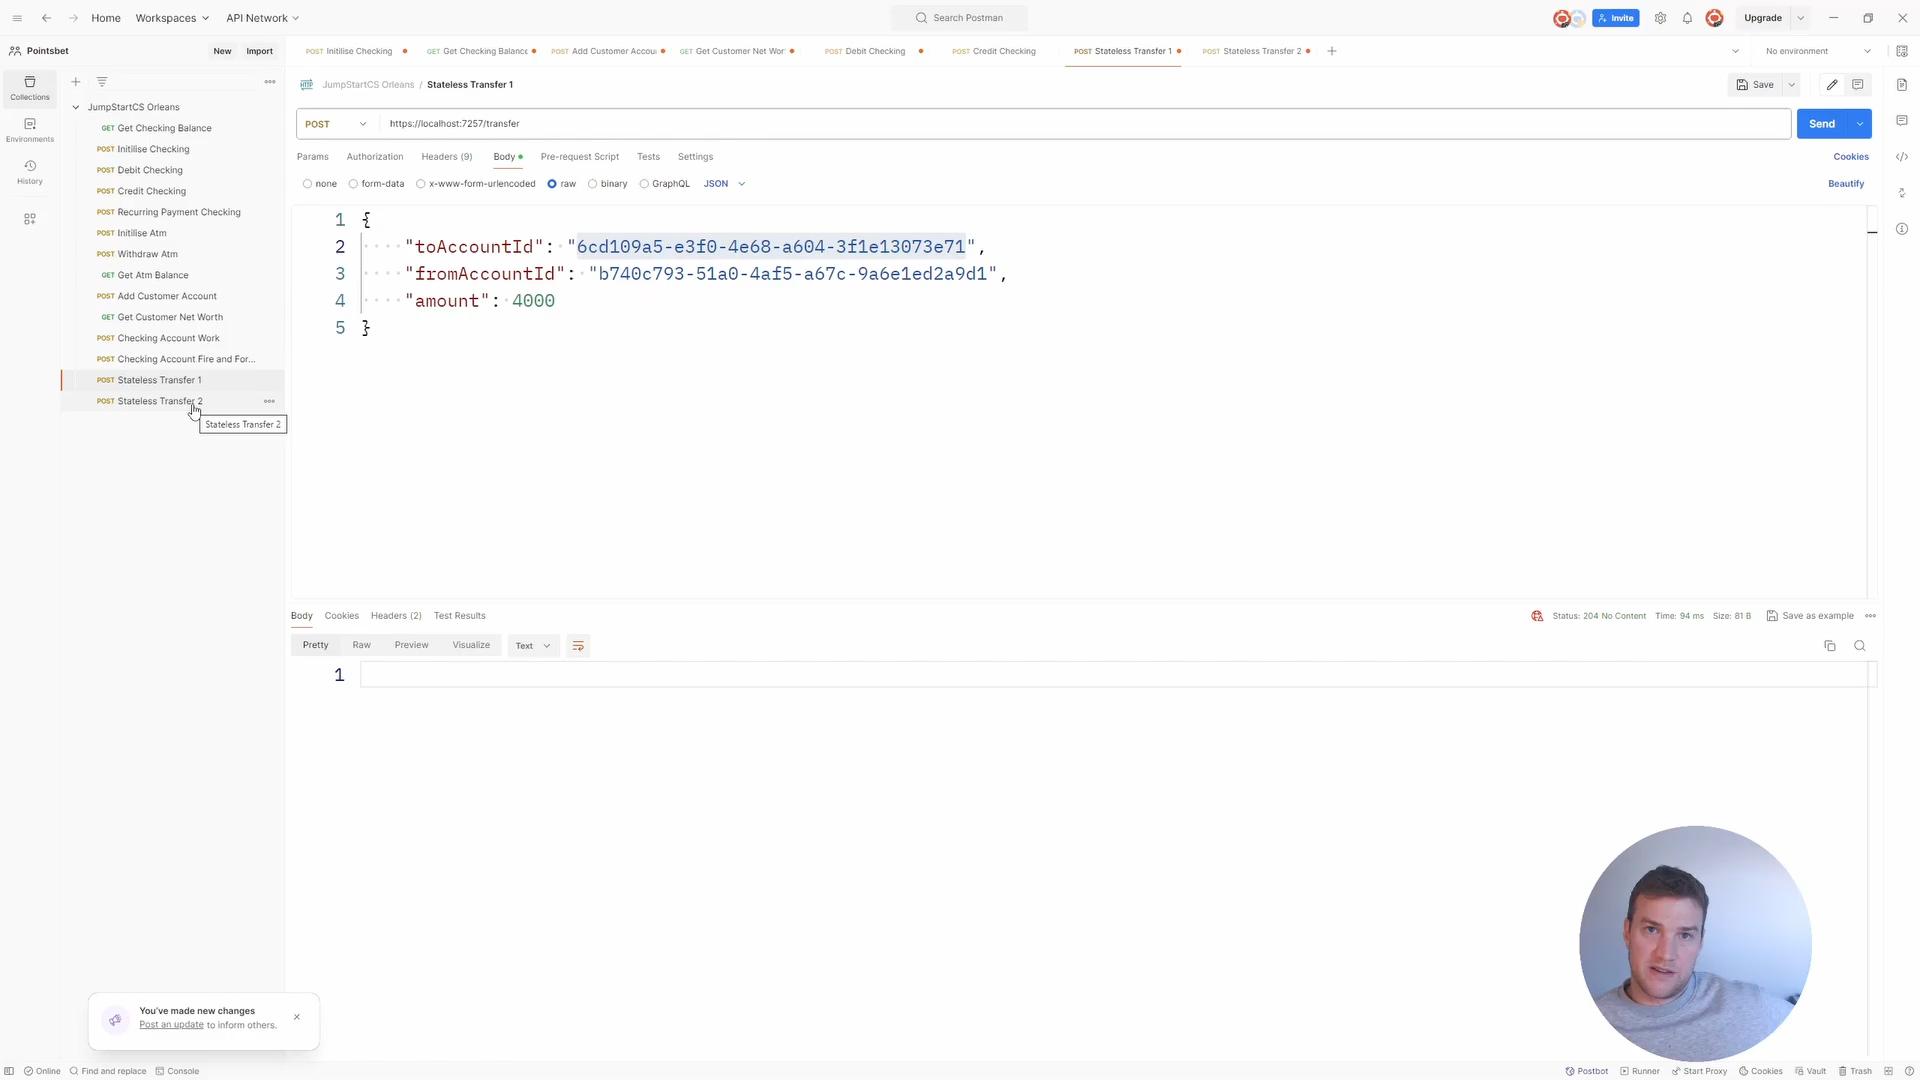 Home Workspaces API Network Search Postman Invite Upgrade
Pointsbet New Import
POST Initilise Checking GET Get Checking Balance POST Add Customer Accou GET Get Customer Net Wor POST Debit Checking POST Credit Checking POST Stateless Transfer 1 POST Stateless Transfer 2 No environment
Collections
Environments
History
JumpStartCS Orleans
GET Get Checking Balance
POST Initilise Checking
POST Debit Checking
POST Credit Checking
POST Recurring Payment Checking
POST Initilise Atm
POST Withdraw Atm
GET Get Atm Balance
POST Add Customer Account
GET Get Customer Net Worth
POST Checking Account Work
POST Checking Account Fire and For...
POST Stateless Transfer 1
POST Stateless Transfer 2
Stateless Transfer 2
HTTP JumpStartCS Orleans / Stateless Transfer 1 Save
POST https://localhost:7257/transfer Send
Params Authorization Headers (9) Body Pre-request Script Tests Settings Cookies
none form-data x-www-form-urlencoded raw binary GraphQL JSON Beautify
1 {
2 "toAccountId": "6cd109a5-e3f0-4e68-a604-3f1e13073e71",
3 "fromAccountId": "b740c793-51a0-4af5-a67c-9a6e1ed2a9d1",
4 "amount": 4000
5 }
Body Cookies Headers (2) Test Results Status: 204 No Content Time: 94 ms Size: 81 B Save as example
Pretty Raw Preview Visualize Text
1
You've made new changes
Post an update to inform others.
Online Find and replace Console Postbot Runner Start Proxy Cookies Vault Trash